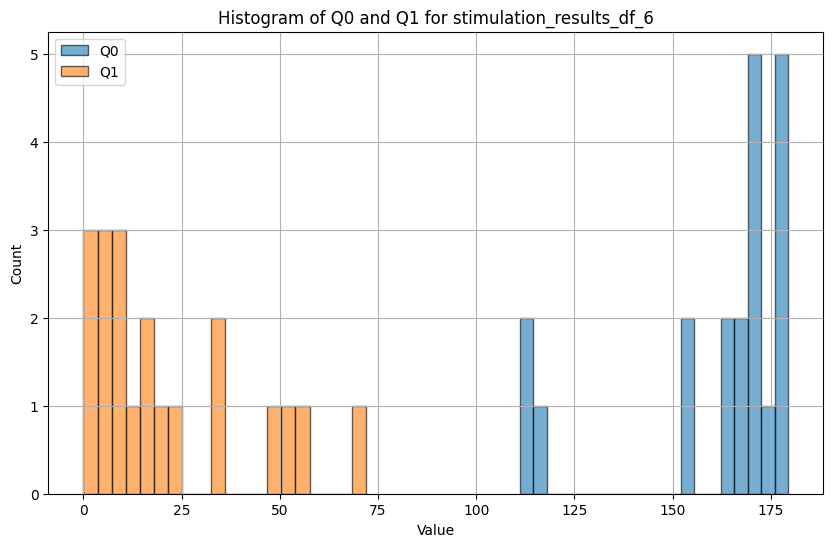 Histogram of Q0 and Q1 for stimulation_results_df_6
Q0
Q1
5
4
3
2
1
0
Count
0 25 50 75 100 125 150 175
Value